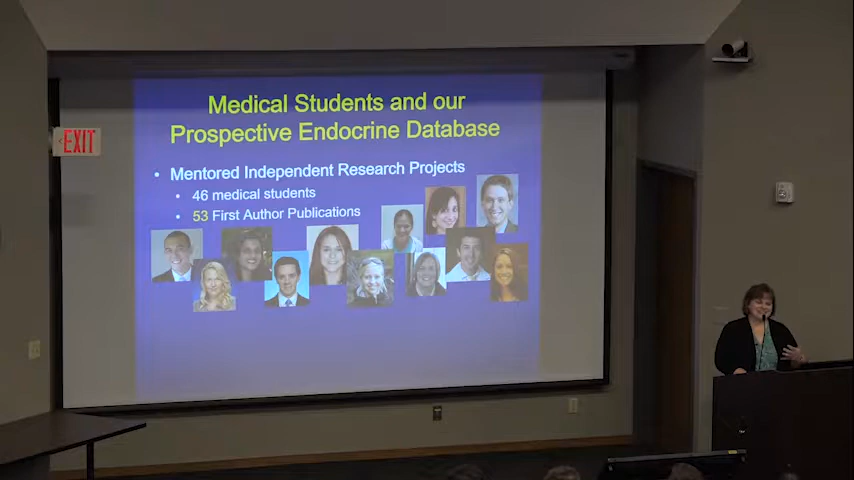 Medical Students and our
Prospective Endocrine Database
EXIT
• Mentored Independent Research Projects
• 46 medical students
• 53 First Author Publications